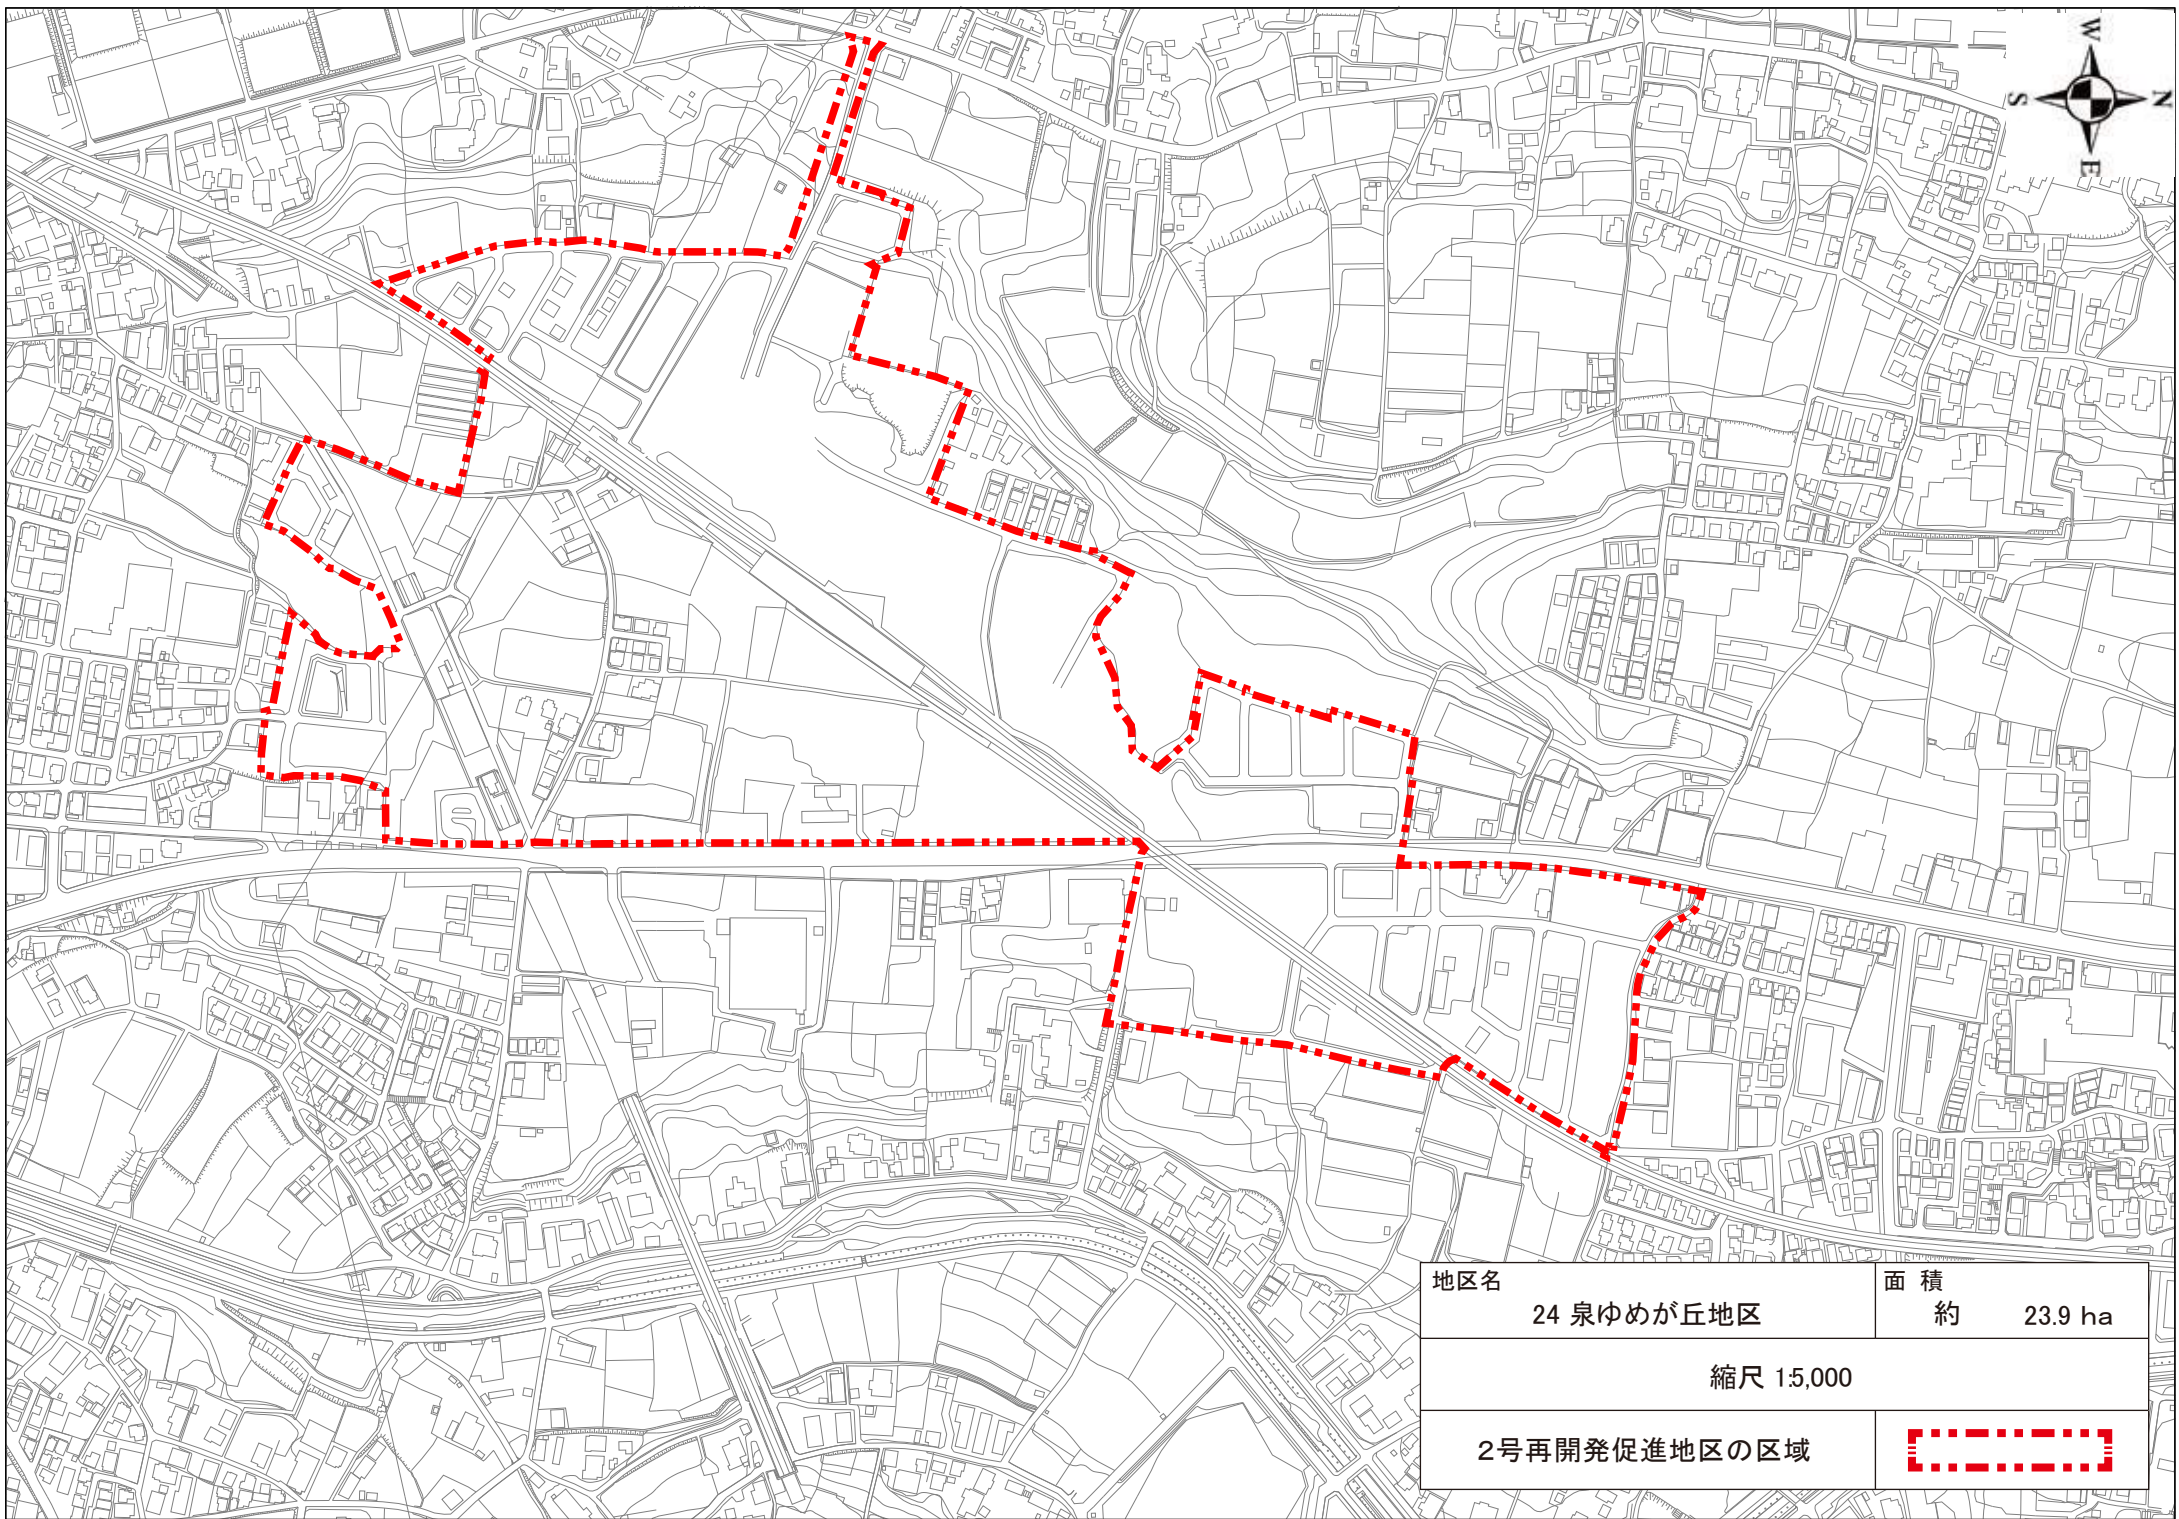 W
S N
E
地区名
24 泉ゆめが丘地区
面 積
約 23.9 ha
縮尺 1:5,000
2号再開発促進地区の区域